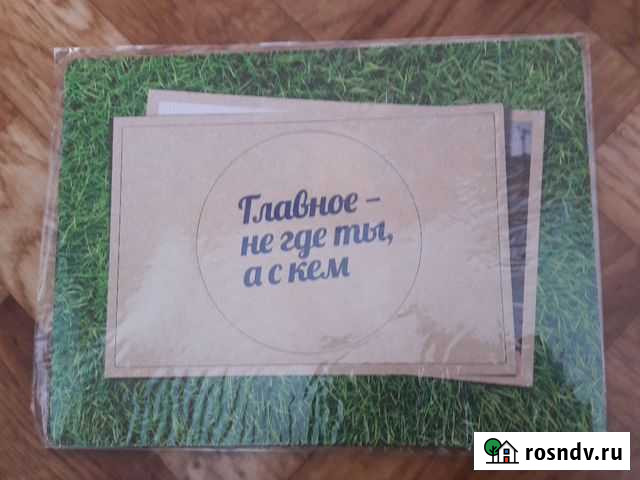 Главное –
не где ты,
а с кем
rosndv.ru